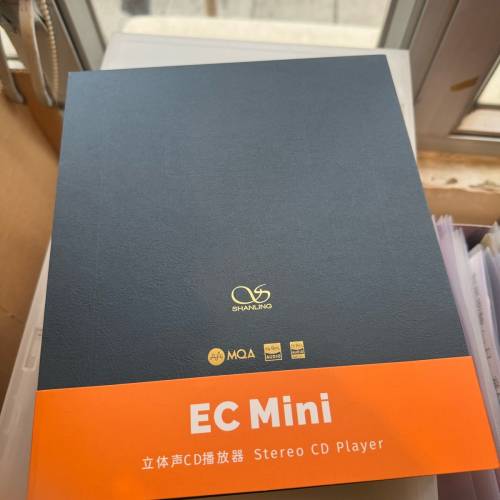 SHANLING
MQA
EC Mini
立体声CD播放器 Stereo CD Player